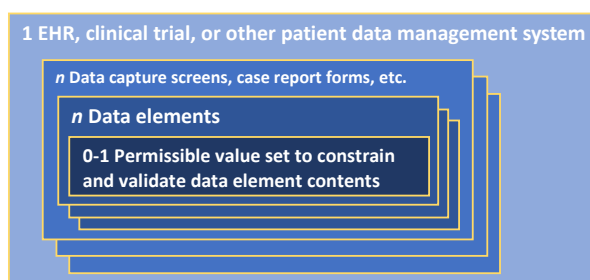 1 EHR, clinical trial, or other patient data management system
n Data capture screens, case report forms, etc.
n Data elements
0-1 Permissible value set to constrain
and validate data element contents